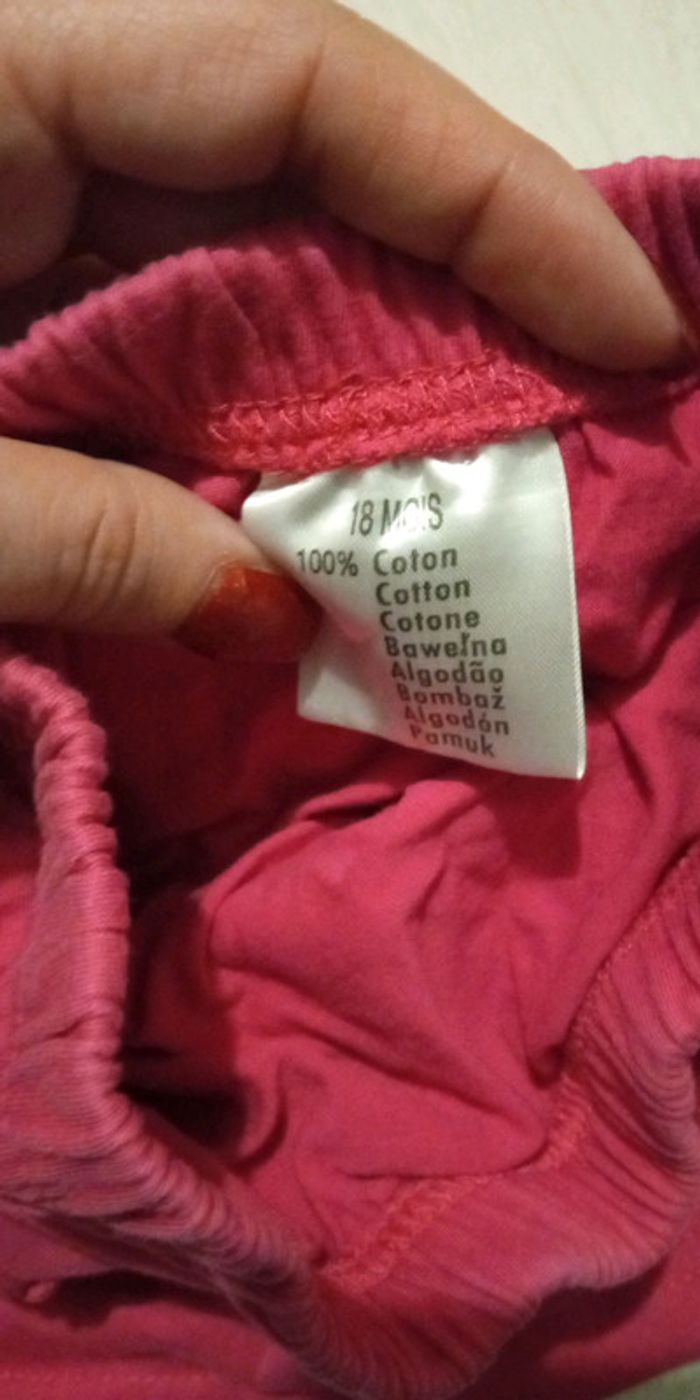 18 MOIS
100% Coton
Cotton
Cotone
Bawełna
Algodão
Bombaž
Algodón
Pamuk